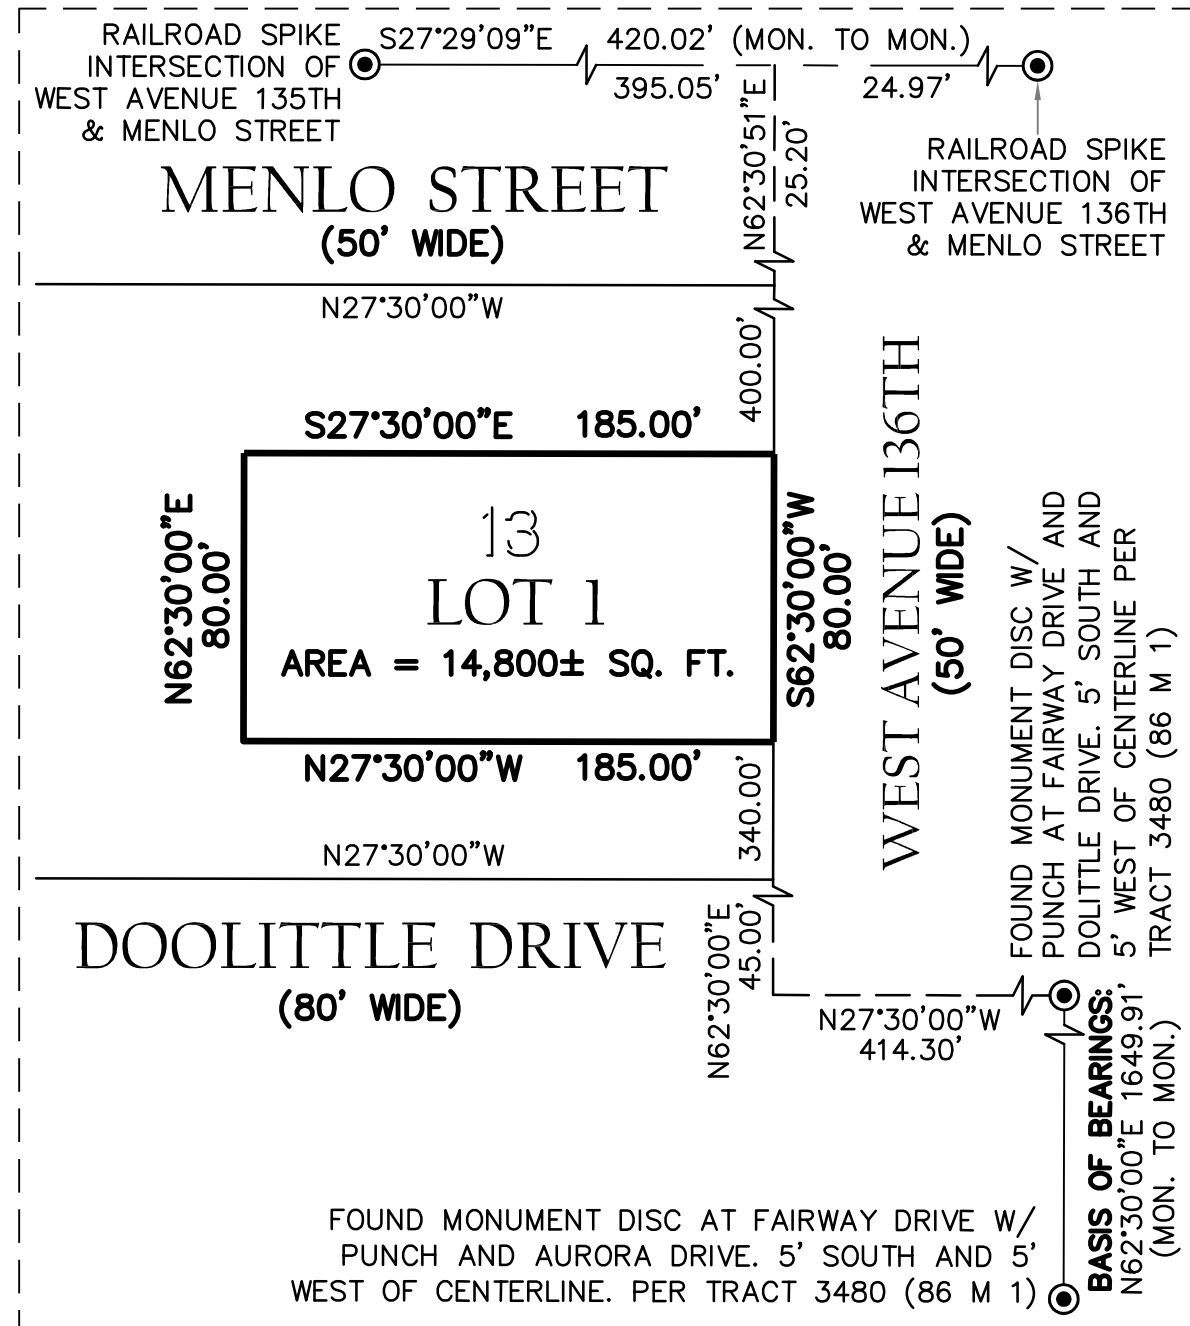 RAILROAD SPIKE
INTERSECTION OF
WEST AVENUE 135TH
& MENLO STREET
S27°29'09"E 420.02' (MON. TO MON.)
395.05' 24.97'
N62°30'51"E
25.20'
RAILROAD SPIKE
INTERSECTION OF
WEST AVENUE 136TH
& MENLO STREET
MENLO STREET
(50' WIDE)
N27°30'00"W
400.00'
S27°30'00"E 185.00'
N62°30'00"E
80.00'
13
LOT 1
AREA = 14,800± SQ. FT.
S62°30'00"W
80.00'
WEST AVENUE 136TH
(50' WIDE)
N27°30'00"W 185.00'
340.00'
N27°30'00"W
DOOLITTLE DRIVE
(80' WIDE)
N62°30'00"E
45.00'
N27°30'00"W
414.30'
FOUND MONUMENT DISC W/
PUNCH AT FAIRWAY DRIVE AND
DOLITTLE DRIVE. 5' SOUTH AND
5' WEST OF CENTERLINE PER
TRACT 3480 (86 M 1)
BASIS OF BEARINGS:
N62°30'00"E 1649.91'
(MON. TO MON.)
FOUND MONUMENT DISC AT FAIRWAY DRIVE W/
PUNCH AND AURORA DRIVE. 5' SOUTH AND 5'
WEST OF CENTERLINE. PER TRACT 3480 (86 M 1)